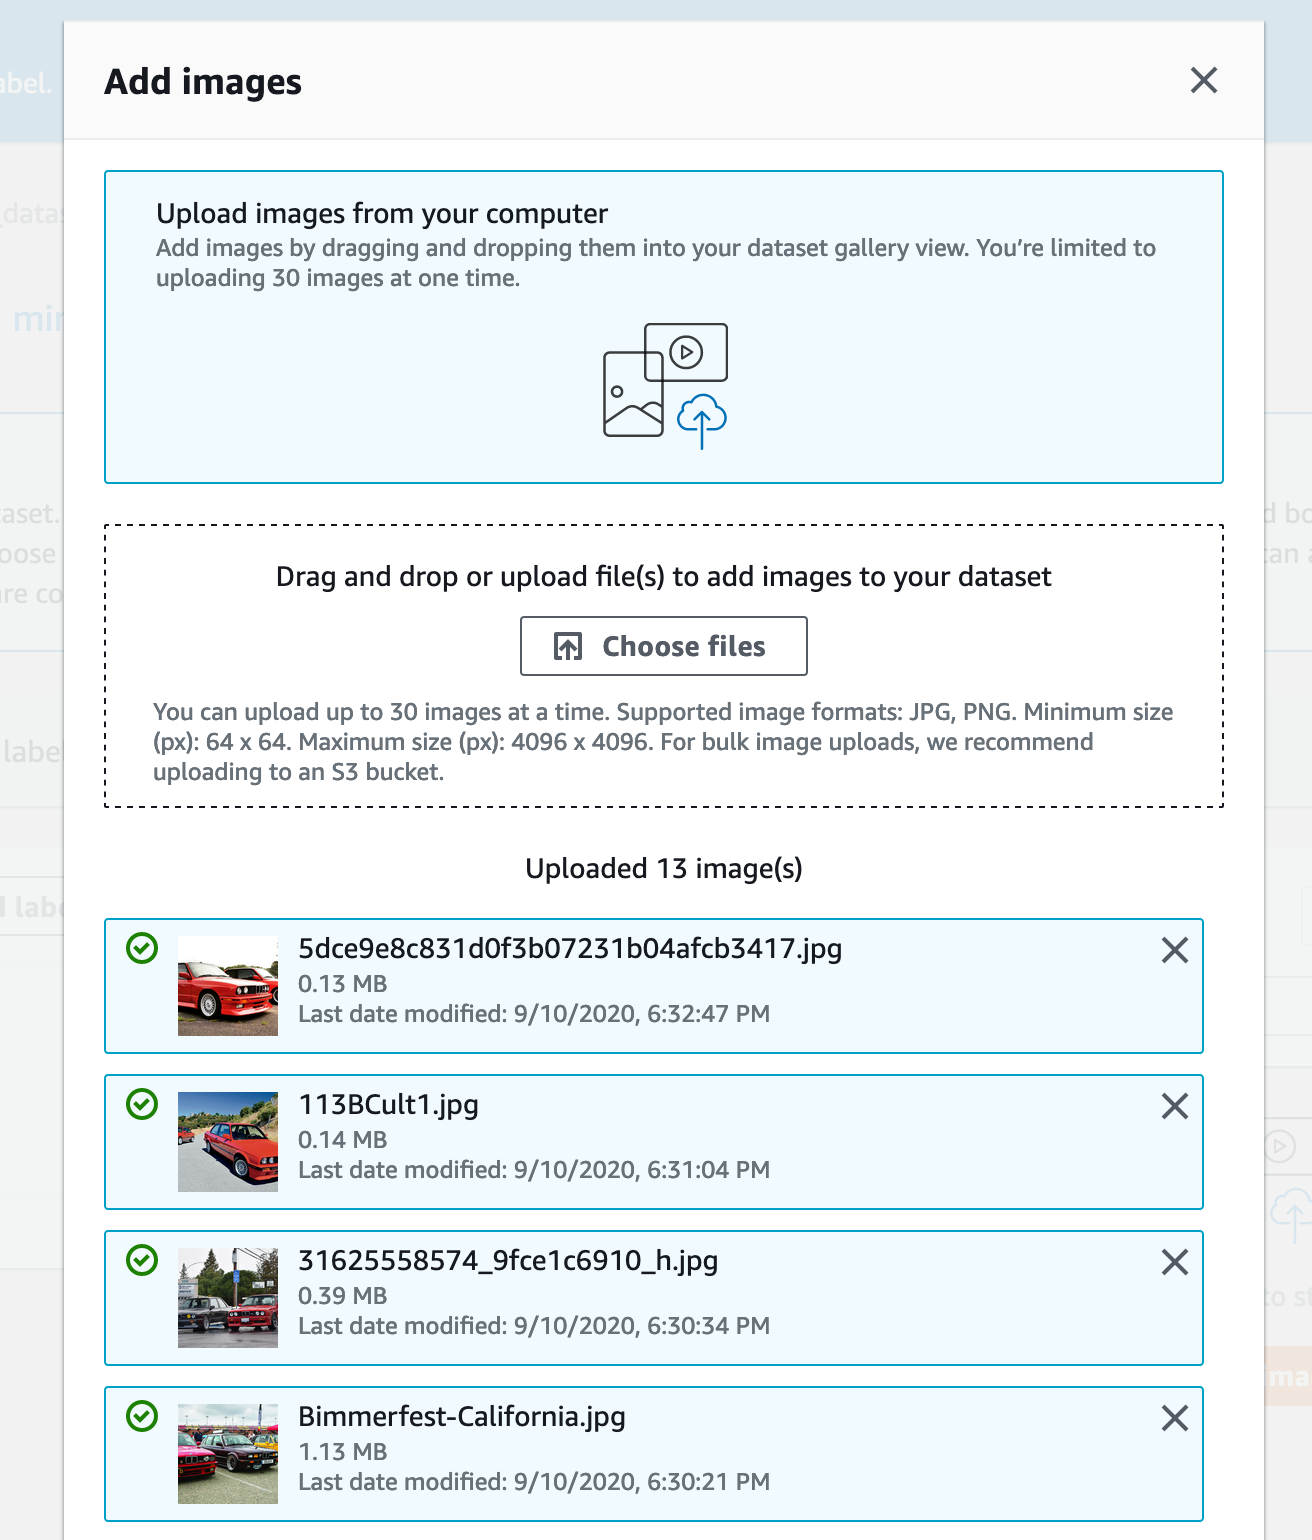 Add images
abel.
Upload images from your computer
Add images by dragging and dropping them into your dataset gallery view. You’re limited to
uploading 30 images at one time.
Drag and drop or upload file(s) to add images to your dataset
Choose files
You can upload up to 30 images at a time. Supported image formats: JPG, PNG. Minimum size
(px): 64 x 64. Maximum size (px): 4096 x 4096. For bulk image uploads, we recommend
uploading to an S3 bucket.
Uploaded 13 image(s)
5dce9e8c831d0f3b07231b04afcb3417.jpg
0.13 MB
Last date modified: 9/10/2020, 6:32:47 PM
113BCult1.jpg
0.14 MB
Last date modified: 9/10/2020, 6:31:04 PM
31625558574_9fce1c6910_h.jpg
0.39 MB
Last date modified: 9/10/2020, 6:30:34 PM
Bimmerfest-California.jpg
1.13 MB
Last date modified: 9/10/2020, 6:30:21 PM